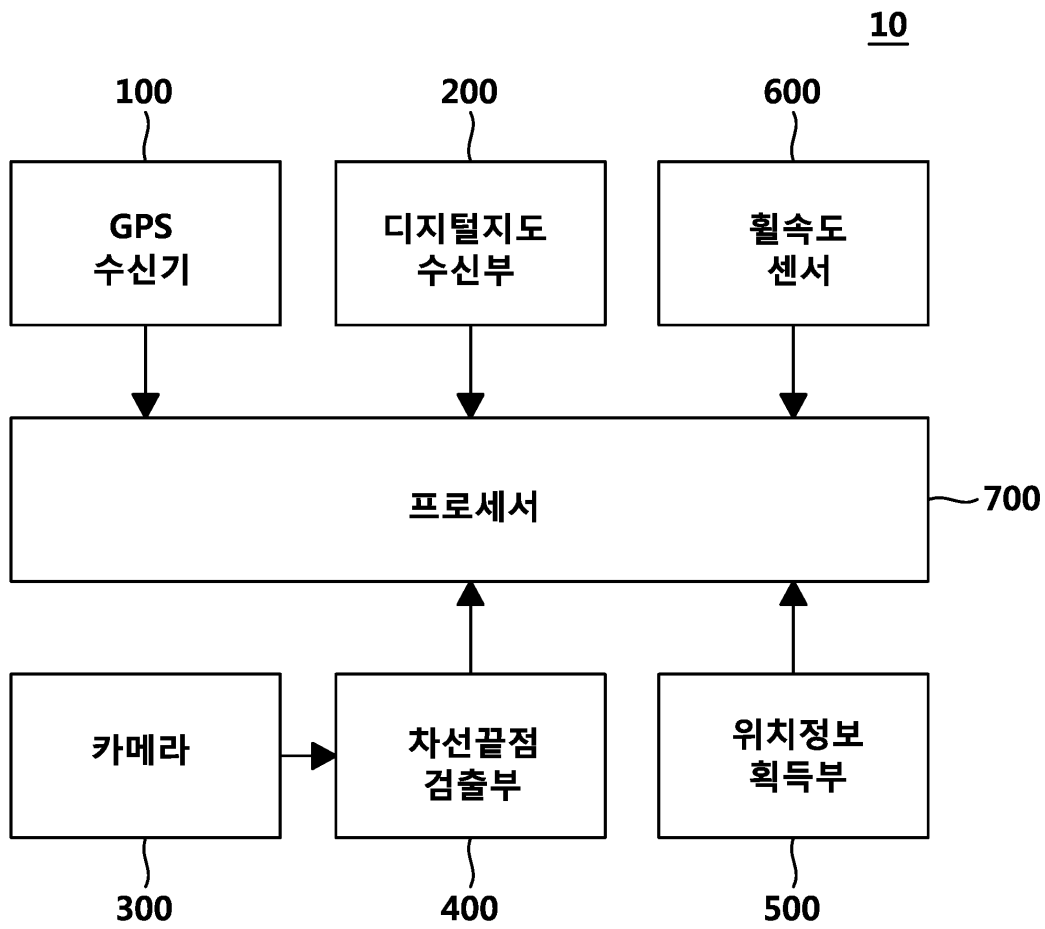 10
100
200
600
GPS
수신기
디지털지도
수신부
휠속도
센서
프로세서
700
카메라
차선끝점
검출부
위치정보
획득부
300
400
500